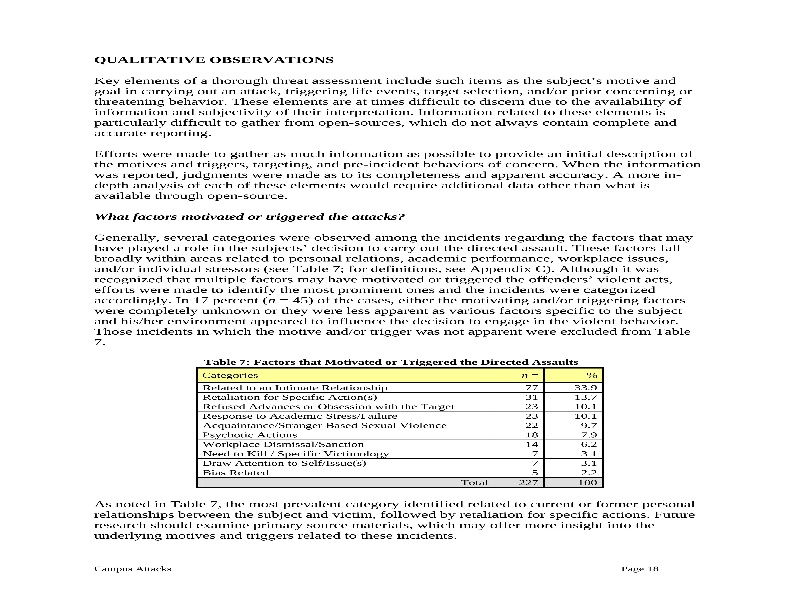 QUALITATIVE OBSERVATIONS
Key elements of a thorough threat assessment include such items as the subject's motive and
goal in carrying out an attack, triggering life events, target selection, and/or prior concerning or
threatening behavior. These elements are at times difficult to discern due to the availability of
information and subjectivity of their interpretation. Information related to these elements is
particularly difficult to gather from open-sources, which do not always contain complete and
accurate reporting.
Efforts were made to gather as much information as possible to provide an initial description of
the motives and triggers, targeting, and pre-incident behaviors of concern. When the information
was reported, judgments were made as to its completeness and apparent accuracy. A more in-
depth analysis of each of these elements would require additional data other than what is
available through open-source.
What factors motivated or triggered the attacks?
Generally, several categories were observed among the incidents regarding the factors that may
have played a role in the subjects' decision to carry out the directed assault. These factors fall
broadly within areas related to personal relations, academic performance, workplace issues,
and/or individual stressors (see Table 7; for definitions, see Appendix C). Although it was
recognized that multiple factors may have motivated or triggered the offenders' violent acts,
efforts were made to identify the most prominent ones and the incidents were categorized
accordingly. In 17 percent (n = 45) of the cases, either the motivating and/or triggering factors
were completely unknown or they were less apparent as various factors specific to the subject
and his/her environment appeared to influence the decision to engage in the violent behavior.
Those incidents in which the motive and/or trigger was not apparent were excluded from Table
7.
Table 7: Factors that Motivated or Triggered the Directed Assaults
Categories n = %
Related to an Intimate Relationship 77 33.9
Retaliation for Specific Action(s) 31 13.7
Refused Advances or Obsession with the Target 23 10.1
Response to Academic Stress/Failure 23 10.1
Acquaintance/Stranger Based Sexual Violence 22 9.7
Psychotic Actions 18 7.9
Workplace Dismissal/Sanction 14 6.2
Need to Kill / Specific Victimology 7 3.1
Draw Attention to Self/Issue(s) 7 3.1
Bias Related 5 2.2
Total 227 100
As noted in Table 7, the most prevalent category identified related to current or former personal
relationships between the subject and victim, followed by retaliation for specific actions. Future
research should examine primary source materials, which may offer more insight into the
underlying motives and triggers related to these incidents.
Campus Attacks Page 18